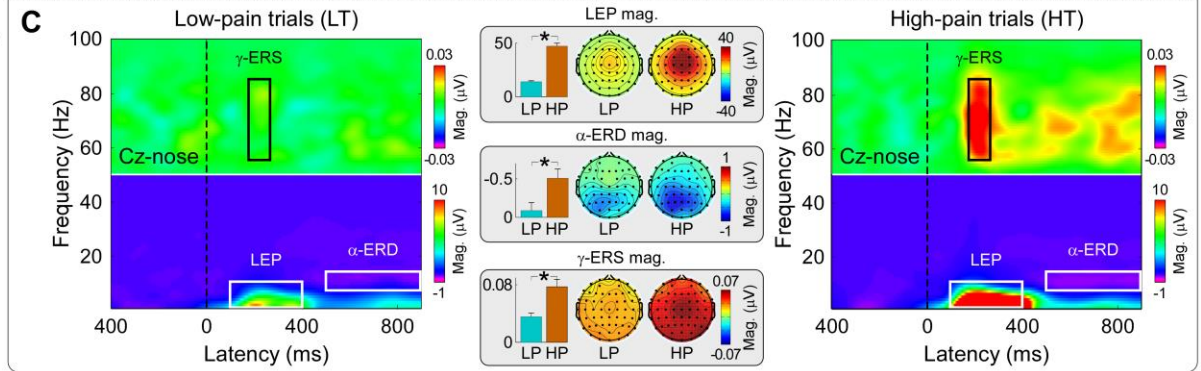 C
Low-pain trials (LT)
Frequency (Hz)
100
80
60
40
20
γ-ERS
Cz-nose
LEP
α-ERD
400
0
400
800
Latency (ms)
0.03
Mag. (µV)
-0.03
10
Mag. (µV)
-1
LEP mag.
50
0
*
LP HP
LP
HP
40
Mag. (µV)
-40
α-ERD mag.
-0.5
0
*
LP HP
LP
HP
1
Mag. (µV)
-1
γ-ERS mag.
0.08
0
*
LP HP
LP
HP
0.07
Mag. (µV)
-0.07
High-pain trials (HT)
Frequency (Hz)
100
80
60
40
20
γ-ERS
Cz-nose
LEP
α-ERD
400
0
400
800
Latency (ms)
0.03
Mag. (µV)
-0.03
10
Mag. (µV)
-1